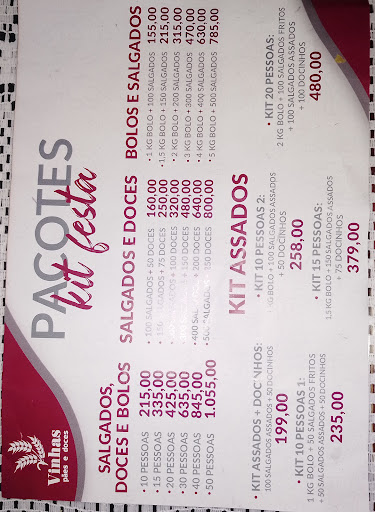 Vinhas
pães e doces
PACOTES
kit festa
SALGADOS,
DOCES E BOLOS
• 10 PESSOAS 215,00
• 15 PESSOAS 335,00
• 20 PESSOAS 425,00
• 30 PESSOAS 635,00
• 40 PESSOAS 845,00
• 50 PESSOAS 1.055,00
SALGADOS E DOCES
• 100 SALGADOS + 50 DOCES 160,00
+ 75 DOCES 250,00
+ 100 DOCES 320,00
+ 150 DOCES 480,00
• 400 200 DOCES 640,00
• 500 DOCES 800,00
BOLOS E SALGADOS
• 1 KG BOLO + 100 SALGADOS 155,00
• 1,5 KG BOLO + 150 SALGADOS 215,00
• 2 KG BOLO + 200 SALGADOS 315,00
• 3 KG BOLO + 300 SALGADOS 470,00
• 4 KG BOLO + 400 SALGADOS 630,00
• 5 KG BOLO + 500 SALGADOS 785,00
KIT ASSADOS
• KIT ASSADOS + DOCINHOS:
100 SALGADOS ASSADOS + 50 DOCINHOS
199,00
• KIT 10 PESSOAS 1:
1 KG BOLO + 50 SALGADOS FRITOS
+ 50 SALGADOS ASSADOS + 50 DOCINHOS
235,00
• KIT 10 PESSOAS 2:
1 KG BOLO + 100 SALGADOS ASSADOS
+ 50 DOCINHOS
258,00
• KIT 15 PESSOAS:
1,5 KG BOLO + 150 SALGADOS ASSADOS
+ 75 DOCINHOS
379,00
• KIT 20 PESSOAS:
2 KG BOLO + 100 SALGADOS FRITOS
+ 100 SALGADOS ASSADOS
+ 100 DOCINHOS
480,00